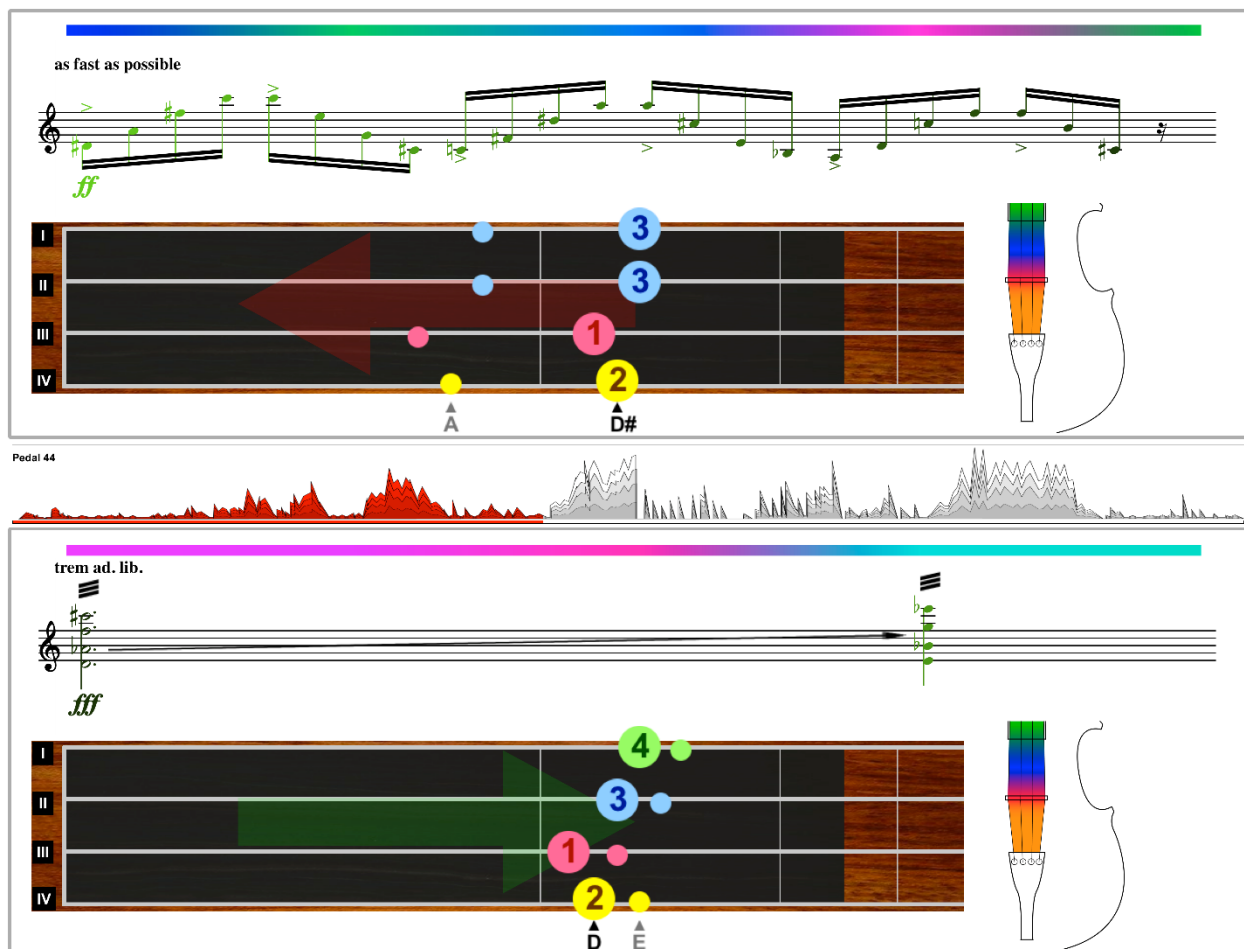 as fast as possible
ff
I
3
II
3
III
1
IV
2
A
D#
Pedal 44
trem ad. lib.
fff
I
4
II
3
III
1
IV
2
D
E